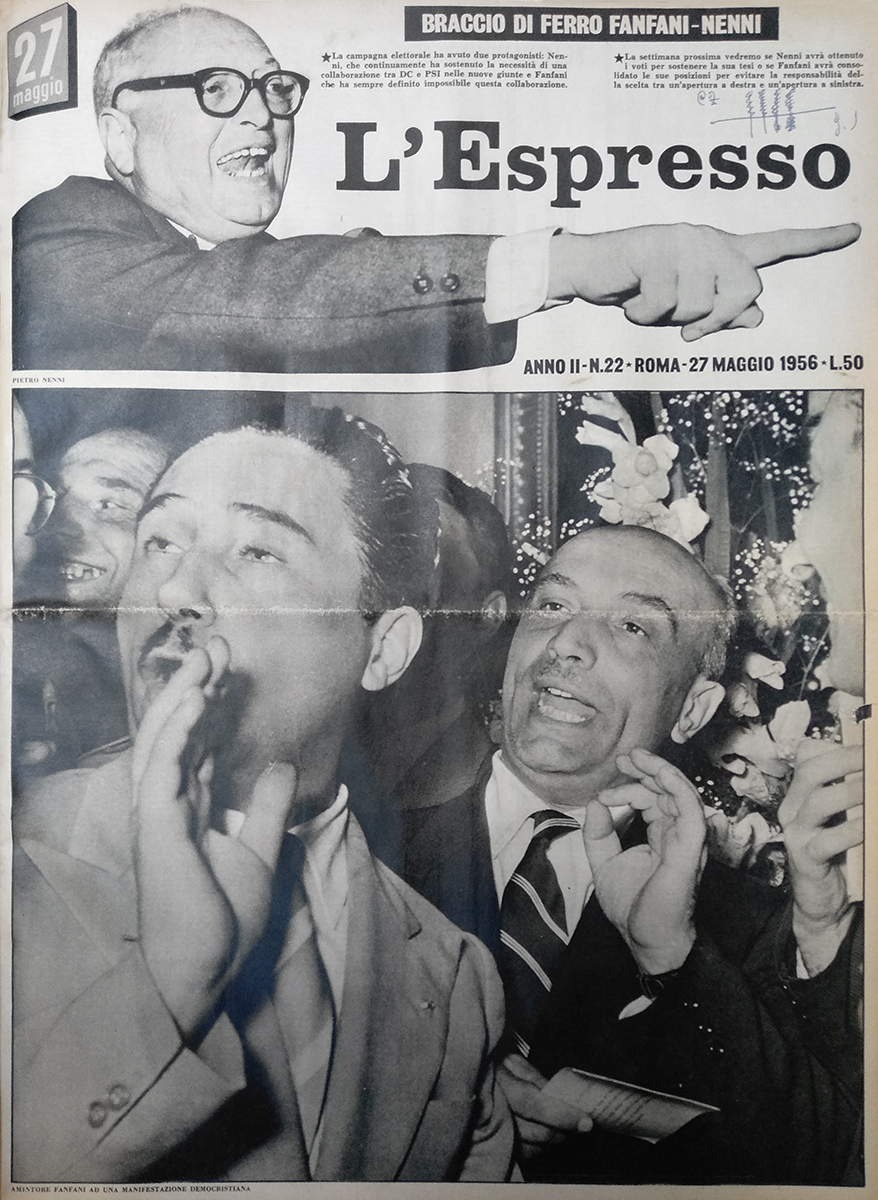 27
maggio
BRACCIO DI FERRO FANFANI-NENNI
★La campagna elettorale ha avuto due protagonisti: Nen-
ni, che continuamente ha sostenuto la necessità di una
collaborazione tra DC e PSI nelle nuove giunte e Fanfani
che ha sempre definito impossibile questa collaborazione.
★La settimana prossima vedremo se Nenni avrà ottenuto
i voti per sostenere la sua tesi o se Fanfani avrà conso-
lidato le sue posizioni per evitare la responsabilità del-
la scelta tra un'apertura a destra e un'apertura a sinistra.
L'Espresso
ANNO II-N.22★ROMA-27 MAGGIO 1956★L.50
PIETRO NENNI
AMINTORE FANFANI AD UNA MANIFESTAZIONE DEMOCRISTIANA